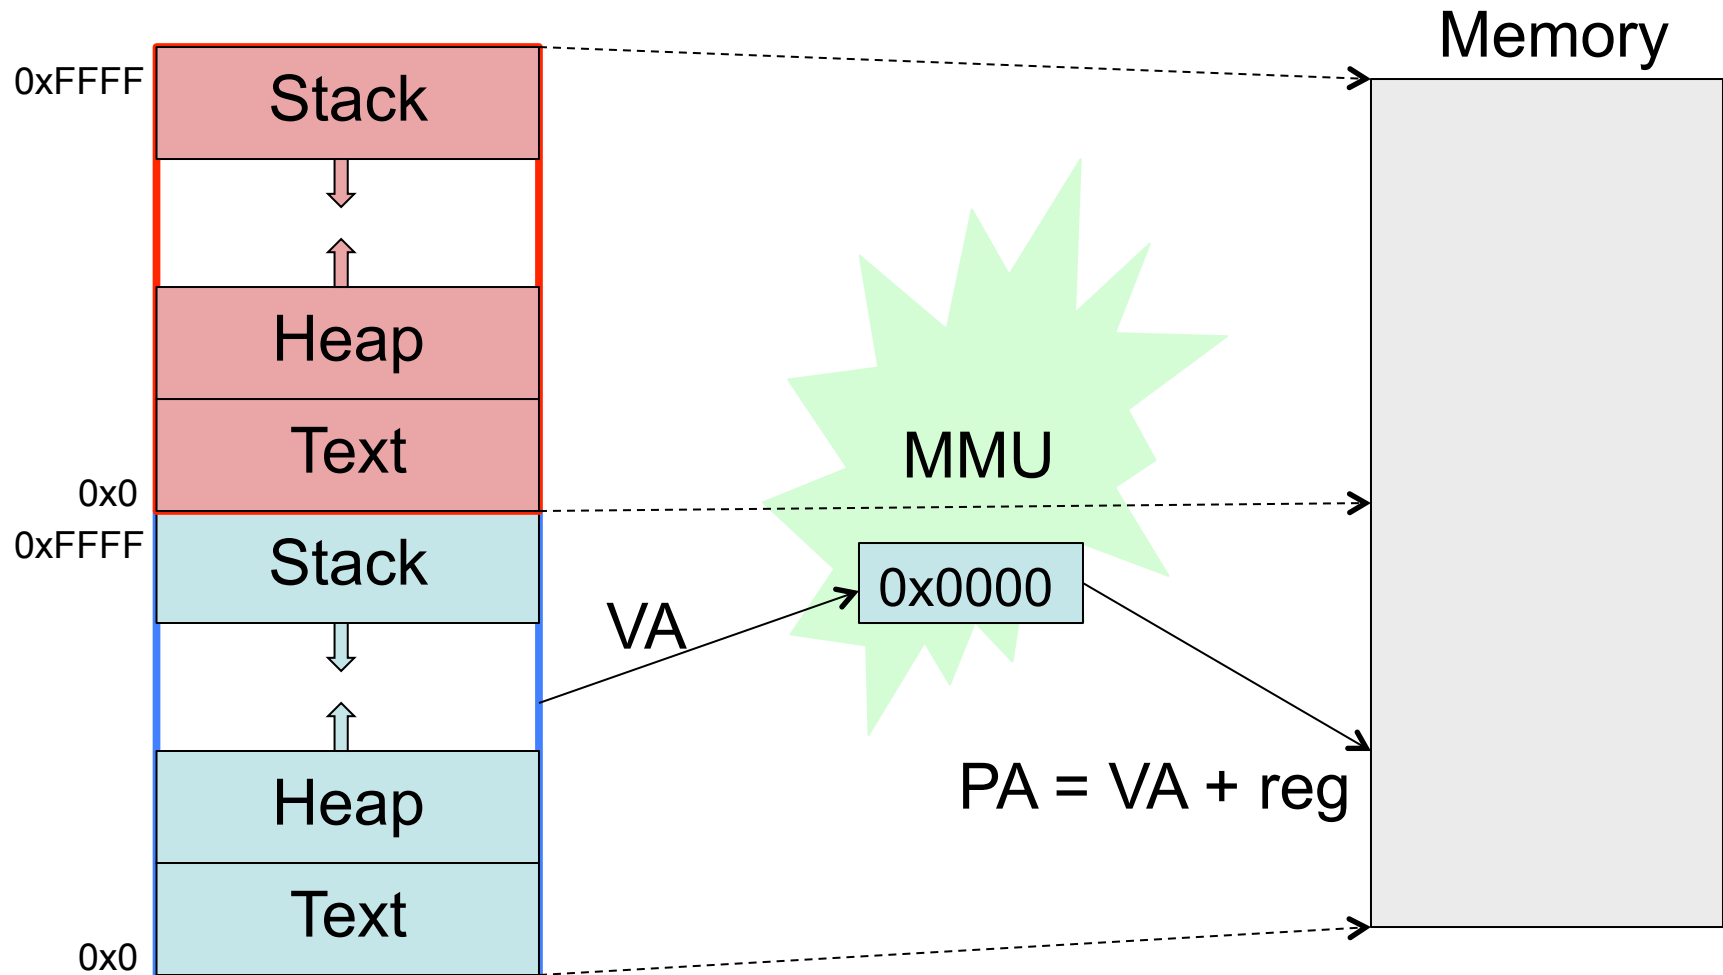 Memory
0xFFFF
Stack
Heap
Text
0x0
MMU
0xFFFF
Stack
0x0000
VA
PA = VA + reg
Heap
Text
0x0